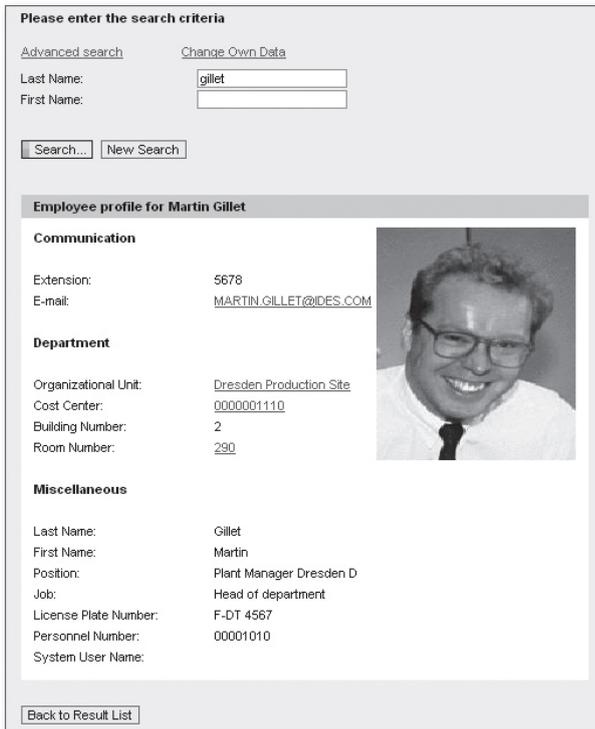 Please enter the search criteria
Advanced search Change Own Data
Last Name: gillet
First Name:
Search... New Search
Employee profile for Martin Gillet
Communication
Extension: 5678
E-mail: MARTIN.GILLET@IDES.COM
Department
Organizational Unit: Dresden Production Site
Cost Center: 0000001110
Building Number: 2
Room Number: 290
Miscellaneous
Last Name: Gillet
First Name: Martin
Position: Plant Manager Dresden D
Job: Head of department
License Plate Number: F-DT 4567
Personnel Number: 00001010
System User Name:
Back to Result List